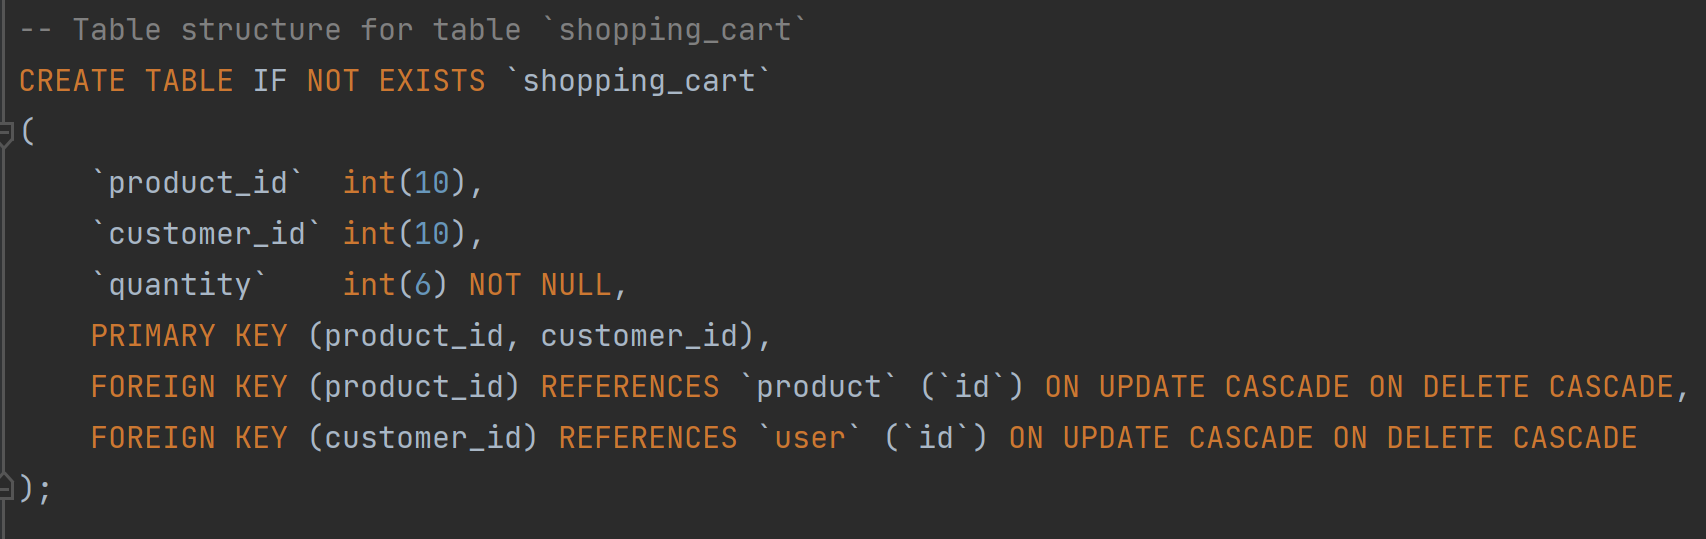 -- Table structure for table `shopping_cart`
CREATE TABLE IF NOT EXISTS `shopping_cart`
(
    `product_id`  int(10),
    `customer_id` int(10),
    `quantity`    int(6) NOT NULL,
    PRIMARY KEY (product_id, customer_id),
    FOREIGN KEY (product_id) REFERENCES `product` (`id`) ON UPDATE CASCADE ON DELETE CASCADE,
    FOREIGN KEY (customer_id) REFERENCES `user` (`id`) ON UPDATE CASCADE ON DELETE CASCADE
);